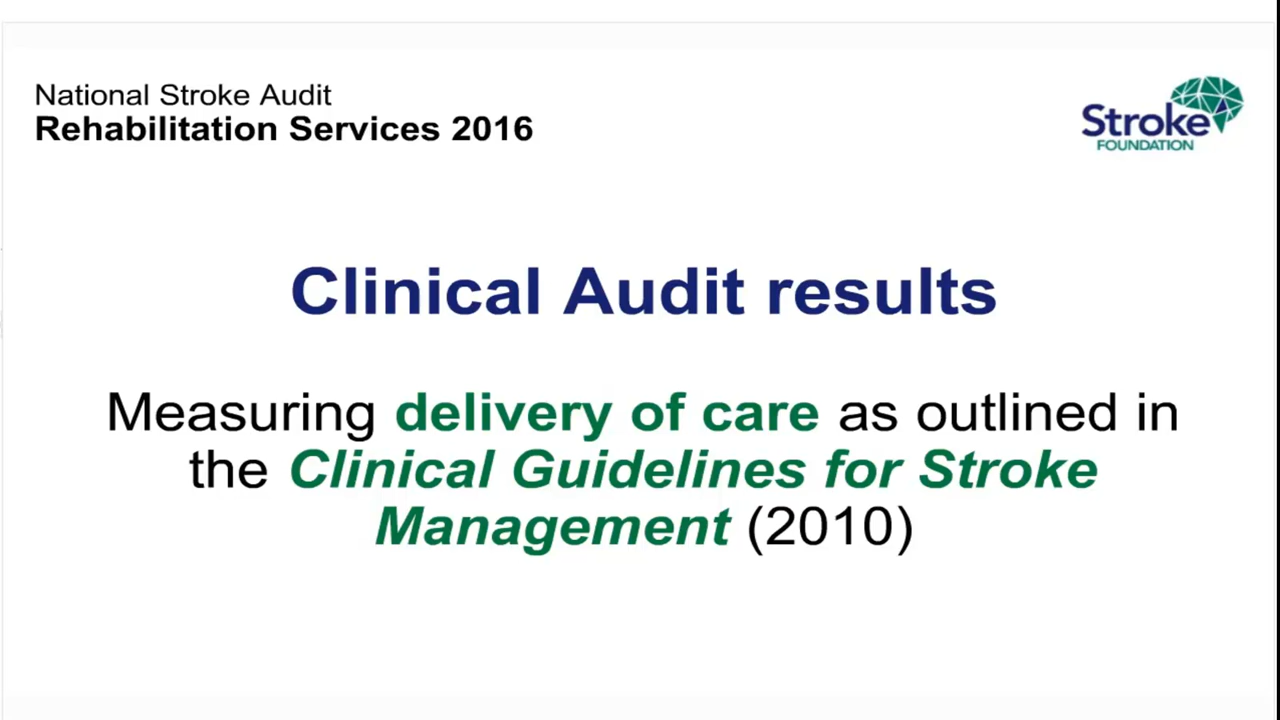 National Stroke Audit
Rehabilitation Services 2016
Stroke
FOUNDATION
Clinical Audit results
Measuring delivery of care as outlined in
the Clinical Guidelines for Stroke
Management (2010)